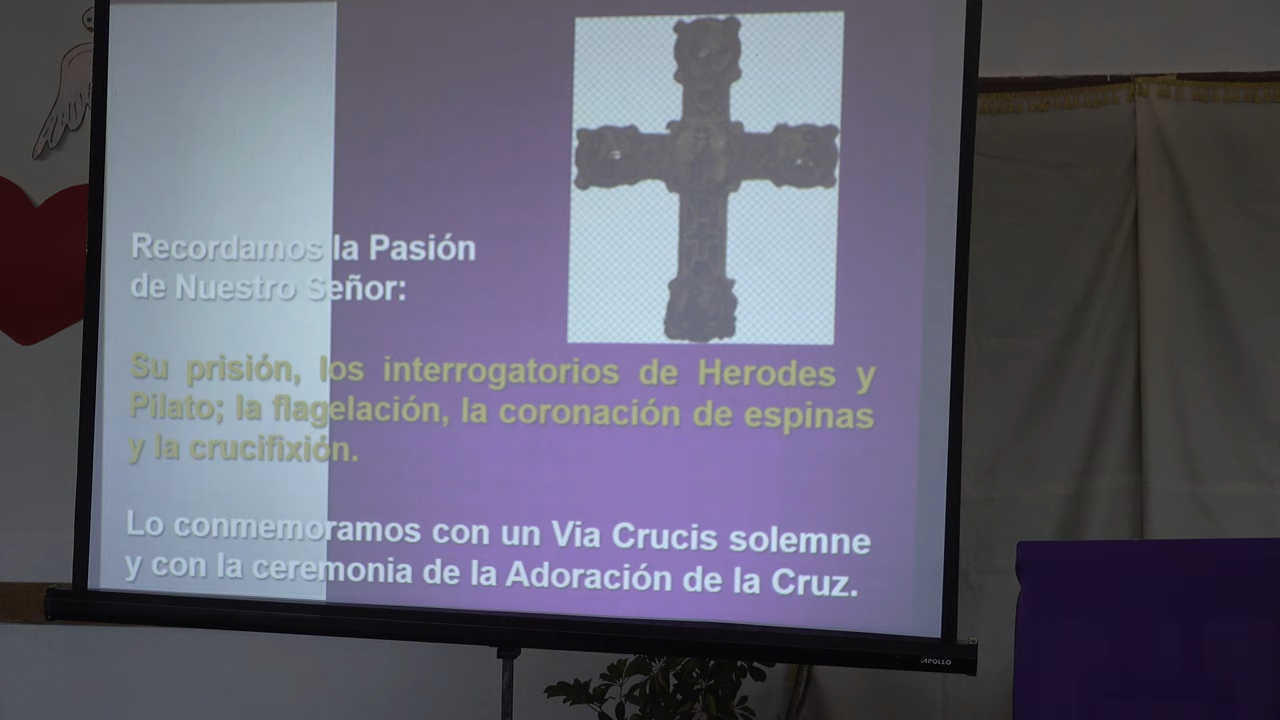 Recordamos la Pasión
de Nuestro Señor:
Su prisión, los interrogatorios de Herodes y
Pilato; la flagelación, la coronación de espinas
y la crucifixión.
Lo conmemoramos con un Via Crucis solemne
y con la ceremonia de la Adoración de la Cruz.
APOLLO